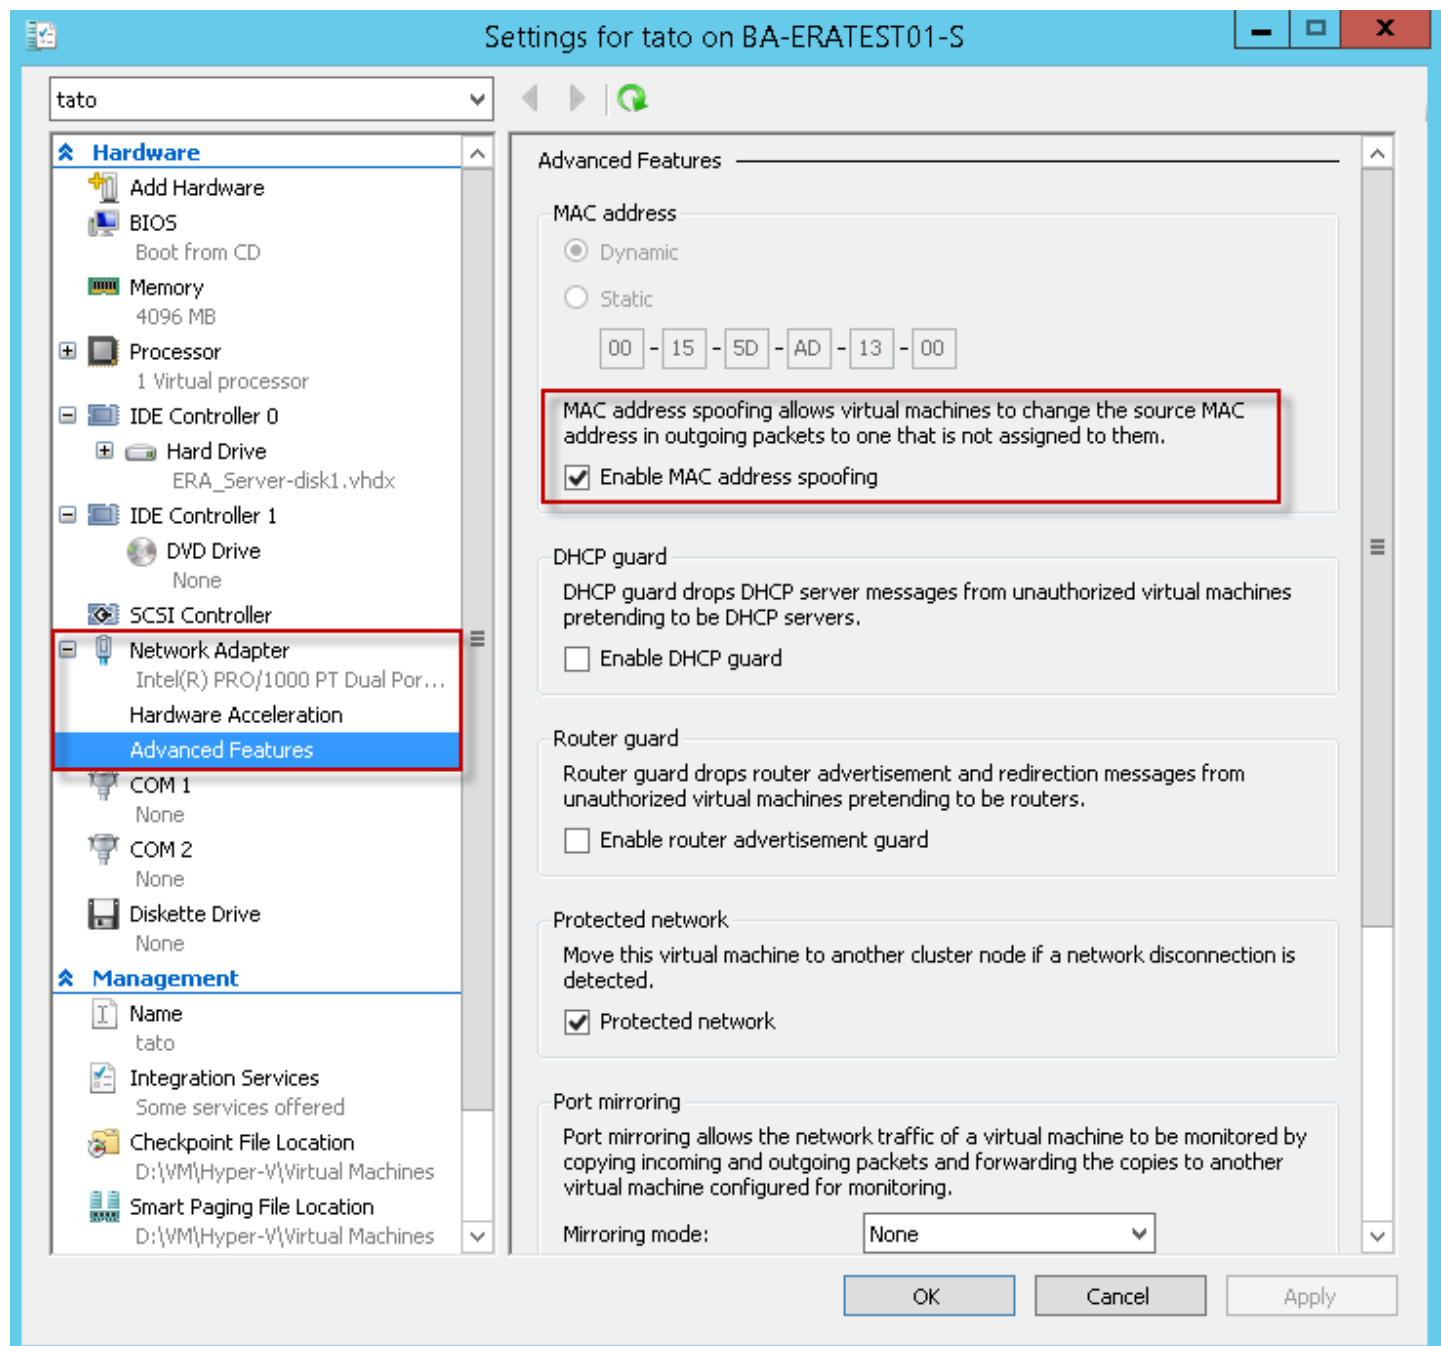 Settings for tato on BA-ERATEST01-S
tato
Hardware
Add Hardware
BIOS
Boot from CD
Memory
4096 MB
Processor
1 Virtual processor
IDE Controller 0
Hard Drive
ERA_Server-disk1.vhdx
IDE Controller 1
DVD Drive
None
SCSI Controller
Network Adapter
Intel(R) PRO/1000 PT Dual Por...
Hardware Acceleration
Advanced Features
COM 1
None
COM 2
None
Diskette Drive
None
Management
Name
tato
Integration Services
Some services offered
Checkpoint File Location
D:\VM\Hyper-V\Virtual Machines
Smart Paging File Location
D:\VM\Hyper-V\Virtual Machines
Advanced Features
MAC address
Dynamic
Static
00 - 15 - 5D - AD - 13 - 00
MAC address spoofing allows virtual machines to change the source MAC
address in outgoing packets to one that is not assigned to them.
Enable MAC address spoofing
DHCP guard
DHCP guard drops DHCP server messages from unauthorized virtual machines
pretending to be DHCP servers.
Enable DHCP guard
Router guard
Router guard drops router advertisement and redirection messages from
unauthorized virtual machines pretending to be routers.
Enable router advertisement guard
Protected network
Move this virtual machine to another cluster node if a network disconnection is
detected.
Protected network
Port mirroring
Port mirroring allows the network traffic of a virtual machine to be monitored by
copying incoming and outgoing packets and forwarding the copies to another
virtual machine configured for monitoring.
Mirroring mode: None
OK Cancel Apply